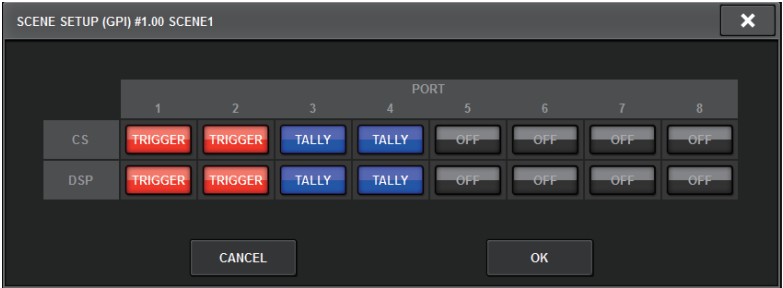 SCENE SETUP (GPI) #1.00 SCENE1
PORT
1 2 3 4 5 6 7 8
CS TRIGGER TRIGGER TALLY TALLY OFF OFF OFF OFF
DSP TRIGGER TRIGGER TALLY TALLY OFF OFF OFF OFF
CANCEL OK